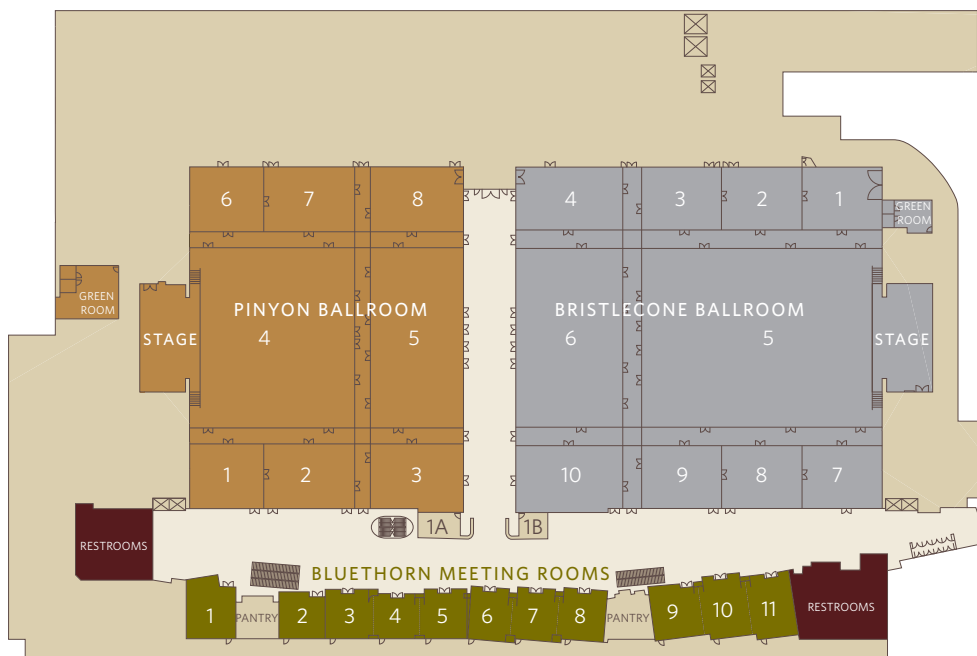 6
7
8
4
3
2
1
GREEN
ROOM
GREEN
ROOM
PINYON BALLROOM
BRISTLECONE BALLROOM
STAGE
4
5
6
5
STAGE
1
2
3
10
9
8
7
1A
1B
RESTROOMS
BLUETHORN MEETING ROOMS
1
PANTRY
2
3
4
5
6
7
8
PANTRY
9
10
11
RESTROOMS